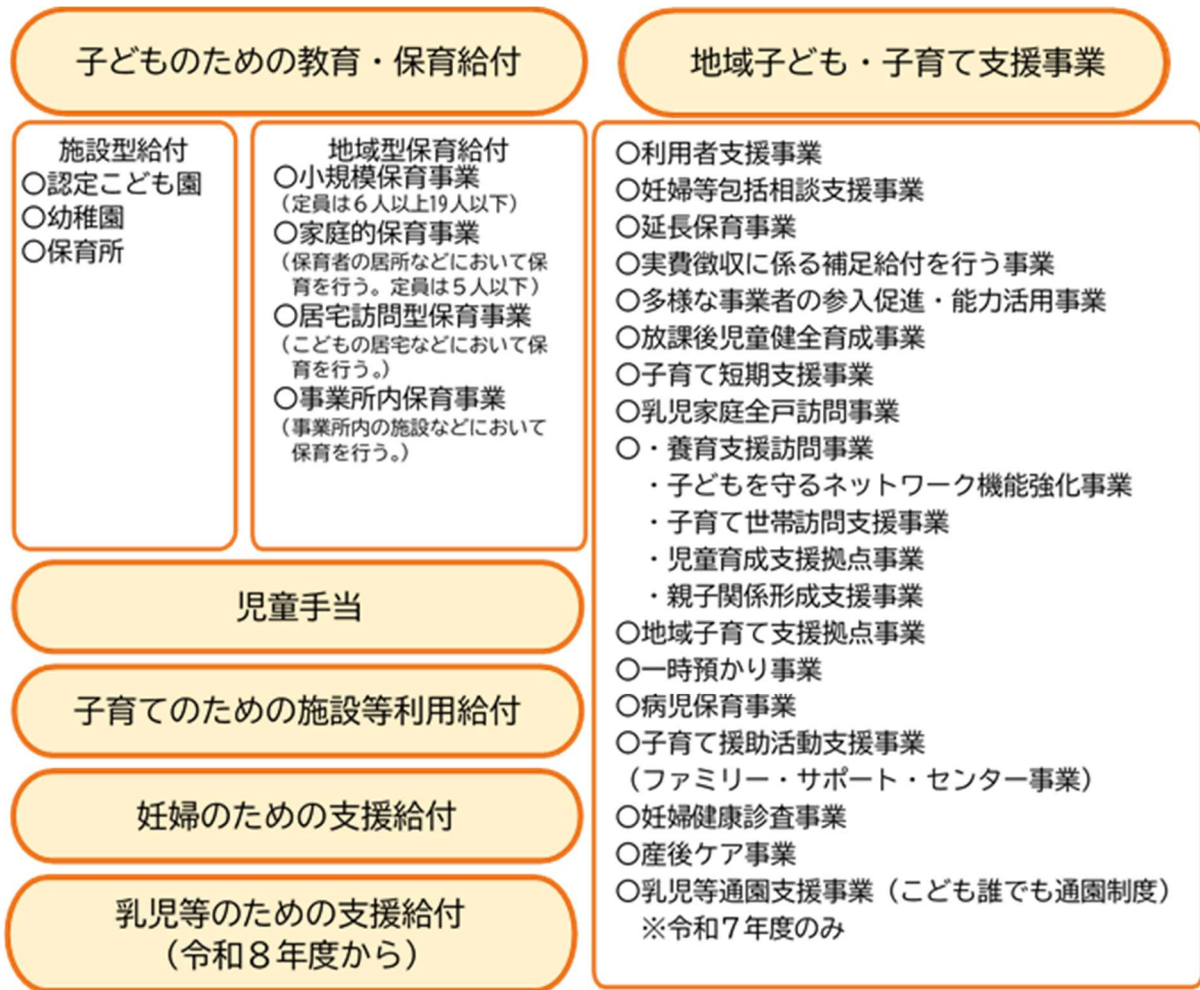 子どものための教育・保育給付
施設型給付
○認定こども園
○幼稚園
○保育所
地域型保育給付
○小規模保育事業
（定員は６人以上19人以下）
○家庭的保育事業
（保育者の居所などにおいて保
育を行う。定員は５人以下）
○居宅訪問型保育事業
（こどもの居宅などにおいて保
育を行う。）
○事業所内保育事業
（事業所内の施設などにおいて
保育を行う。）
児童手当
子育てのための施設等利用給付
妊婦のための支援給付
乳児等のための支援給付
（令和８年度から）
地域子ども・子育て支援事業
○利用者支援事業
○妊婦等包括相談支援事業
○延長保育事業
○実費徴収に係る補足給付を行う事業
○多様な事業者の参入促進・能力活用事業
○放課後児童健全育成事業
○子育て短期支援事業
○乳児家庭全戸訪問事業
○・養育支援訪問事業
・子どもを守るネットワーク機能強化事業
・子育て世帯訪問支援事業
・児童育成支援拠点事業
・親子関係形成支援事業
○地域子育て支援拠点事業
○一時預かり事業
○病児保育事業
○子育て援助活動支援事業
（ファミリー・サポート・センター事業）
○妊婦健康診査事業
○産後ケア事業
○乳児等通園支援事業（こども誰でも通園制度）
※令和７年度のみ